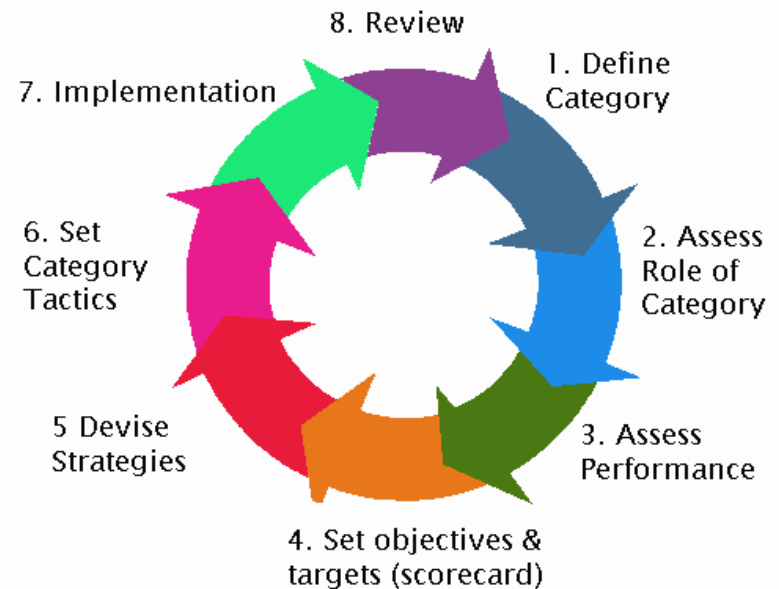 8. Review
1. Define
Category
2. Assess
Role of
Category
3. Assess
Performance
4. Set objectives &
targets (scorecard)
5 Devise
Strategies
6. Set
Category
Tactics
7. Implementation